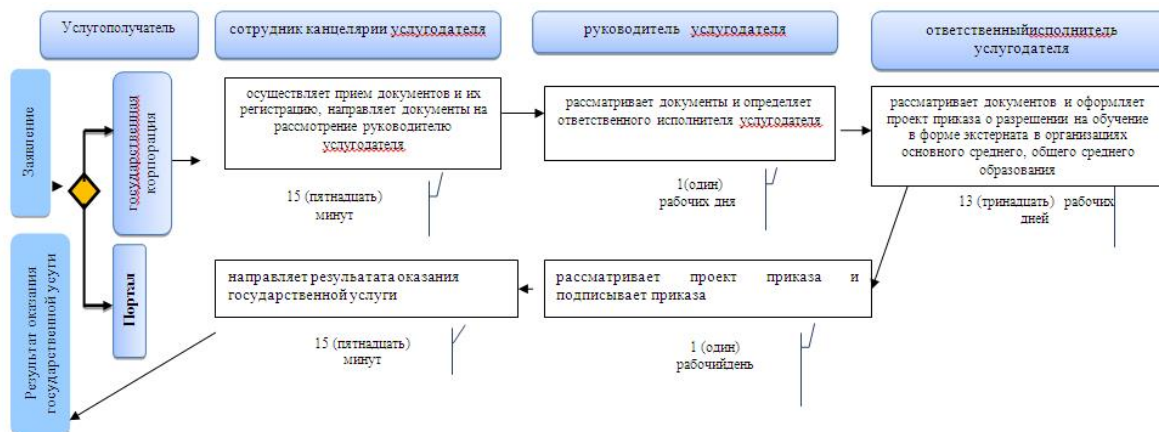 Услугополучатель
сотрудник канцелярии услугодателя
руководитель услугодателя
ответственныйисполнитель
услугодателя
Заявление
государственная
корпорация
осуществляет прием документов и их
регистрацию, направляет документы на
рассмотрение руководителю
услугодателя
рассматривает документы и определяет
ответственного исполнителя услугодателя
рассматривает документов и оформляет
проект приказа о разрешении на обучение
в форме экстерната в организациях
основного среднего, общего среднего
образования
15 (пятнадцать)
минут
1(один)
рабочих дня
13 (тринадцать) рабочих
дней
Результат оказания
государственной усуги
Портал
направляет результатата оказания
государственной услуги
рассматривает проект приказа и
подписывает приказа
15 (пятнадцать)
минут
1 (один)
рабочийдень